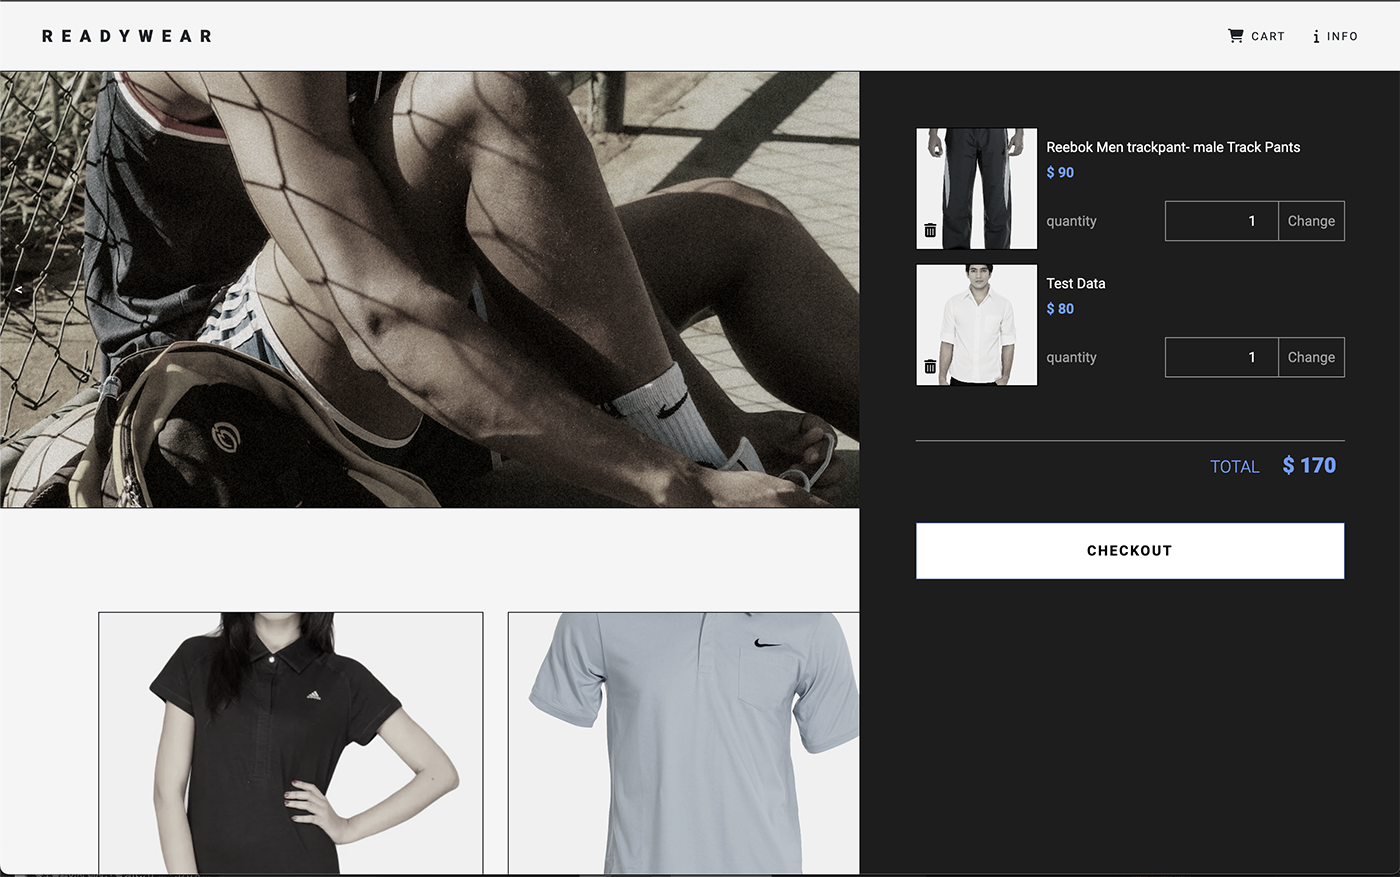 READYWEAR
CART
INFO
<
Reebok Men trackpant- male Track Pants
$ 90
quantity
1
Change
Test Data
$ 80
quantity
1
Change
TOTAL $ 170
CHECKOUT